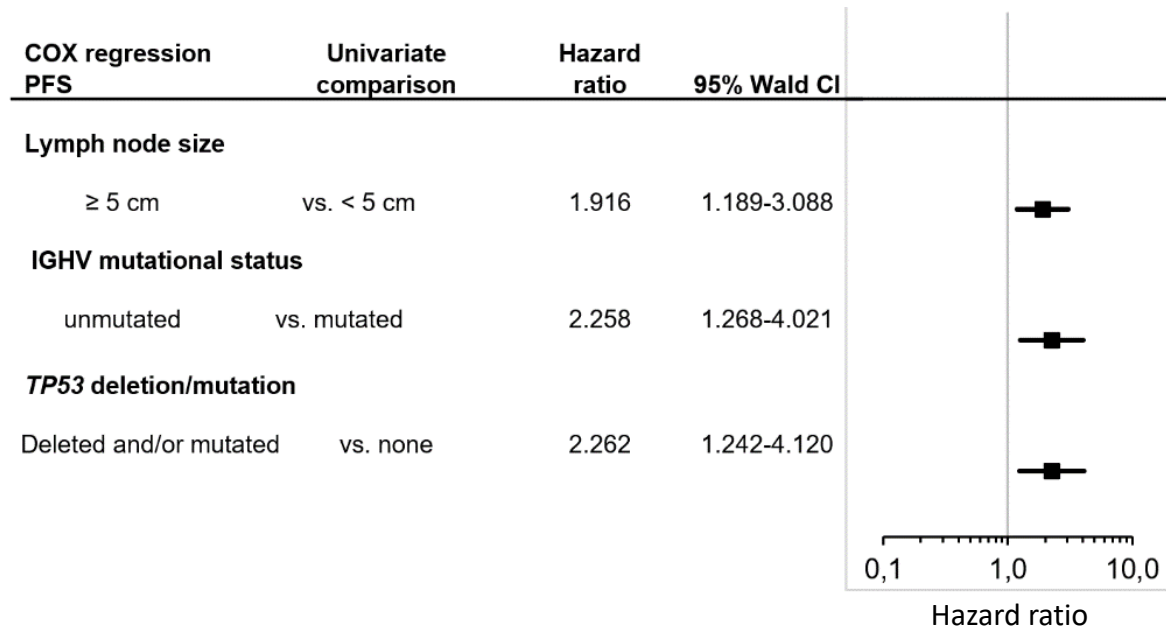 COX regression Univariate Hazard
PFS comparison ratio 95% Wald CI
Lymph node size
≥ 5 cm vs. < 5 cm 1.916 1.189-3.088
IGHV mutational status
unmutated vs. mutated 2.258 1.268-4.021
TP53 deletion/mutation
Deleted and/or mutated vs. none 2.262 1.242-4.120
0,1 1,0 10,0
Hazard ratio